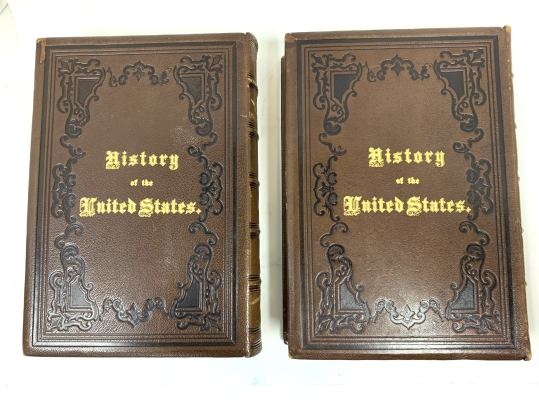 History
of the
United States.
History
of the
United States.